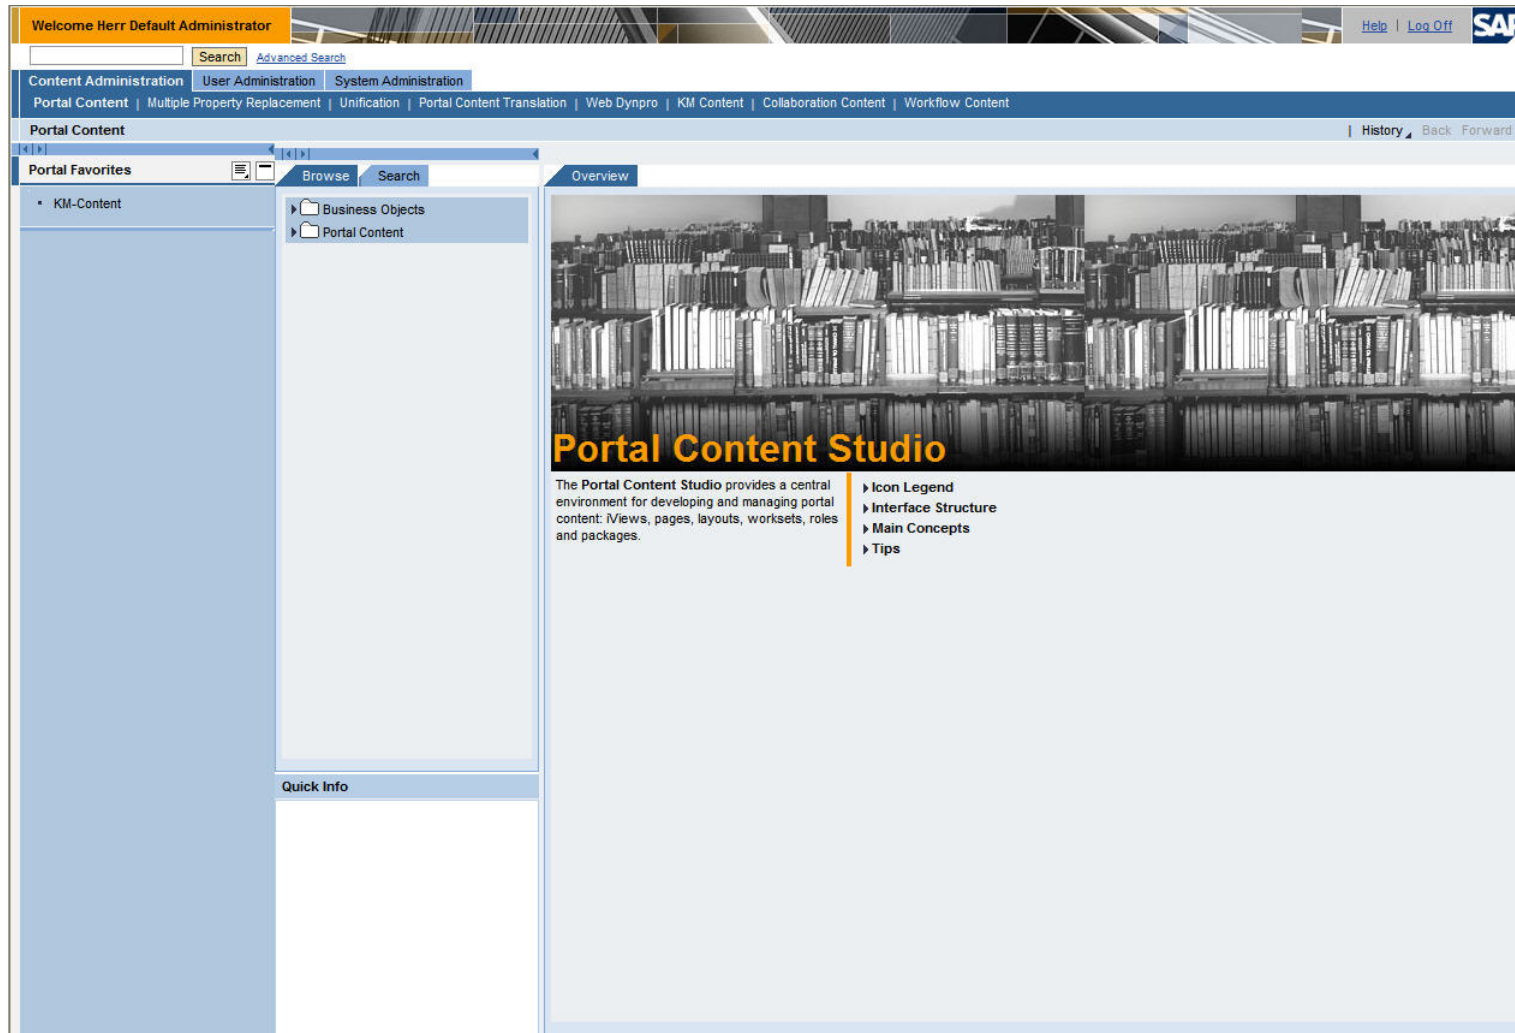 Welcome Herr Default Administrator
Help | Log Off
SAP
Search Advanced Search
Content Administration User Administration System Administration
Portal Content | Multiple Property Replacement | Unification | Portal Content Translation | Web Dynpro | KM Content | Collaboration Content | Workflow Content
Portal Content
| History Back Forward
Portal Favorites
KM-Content
Browse Search
Business Objects
Portal Content
Quick Info
Overview
Portal Content Studio
The Portal Content Studio provides a central
environment for developing and managing portal
content: iViews, pages, layouts, worksets, roles
and packages.
Icon Legend
Interface Structure
Main Concepts
Tips